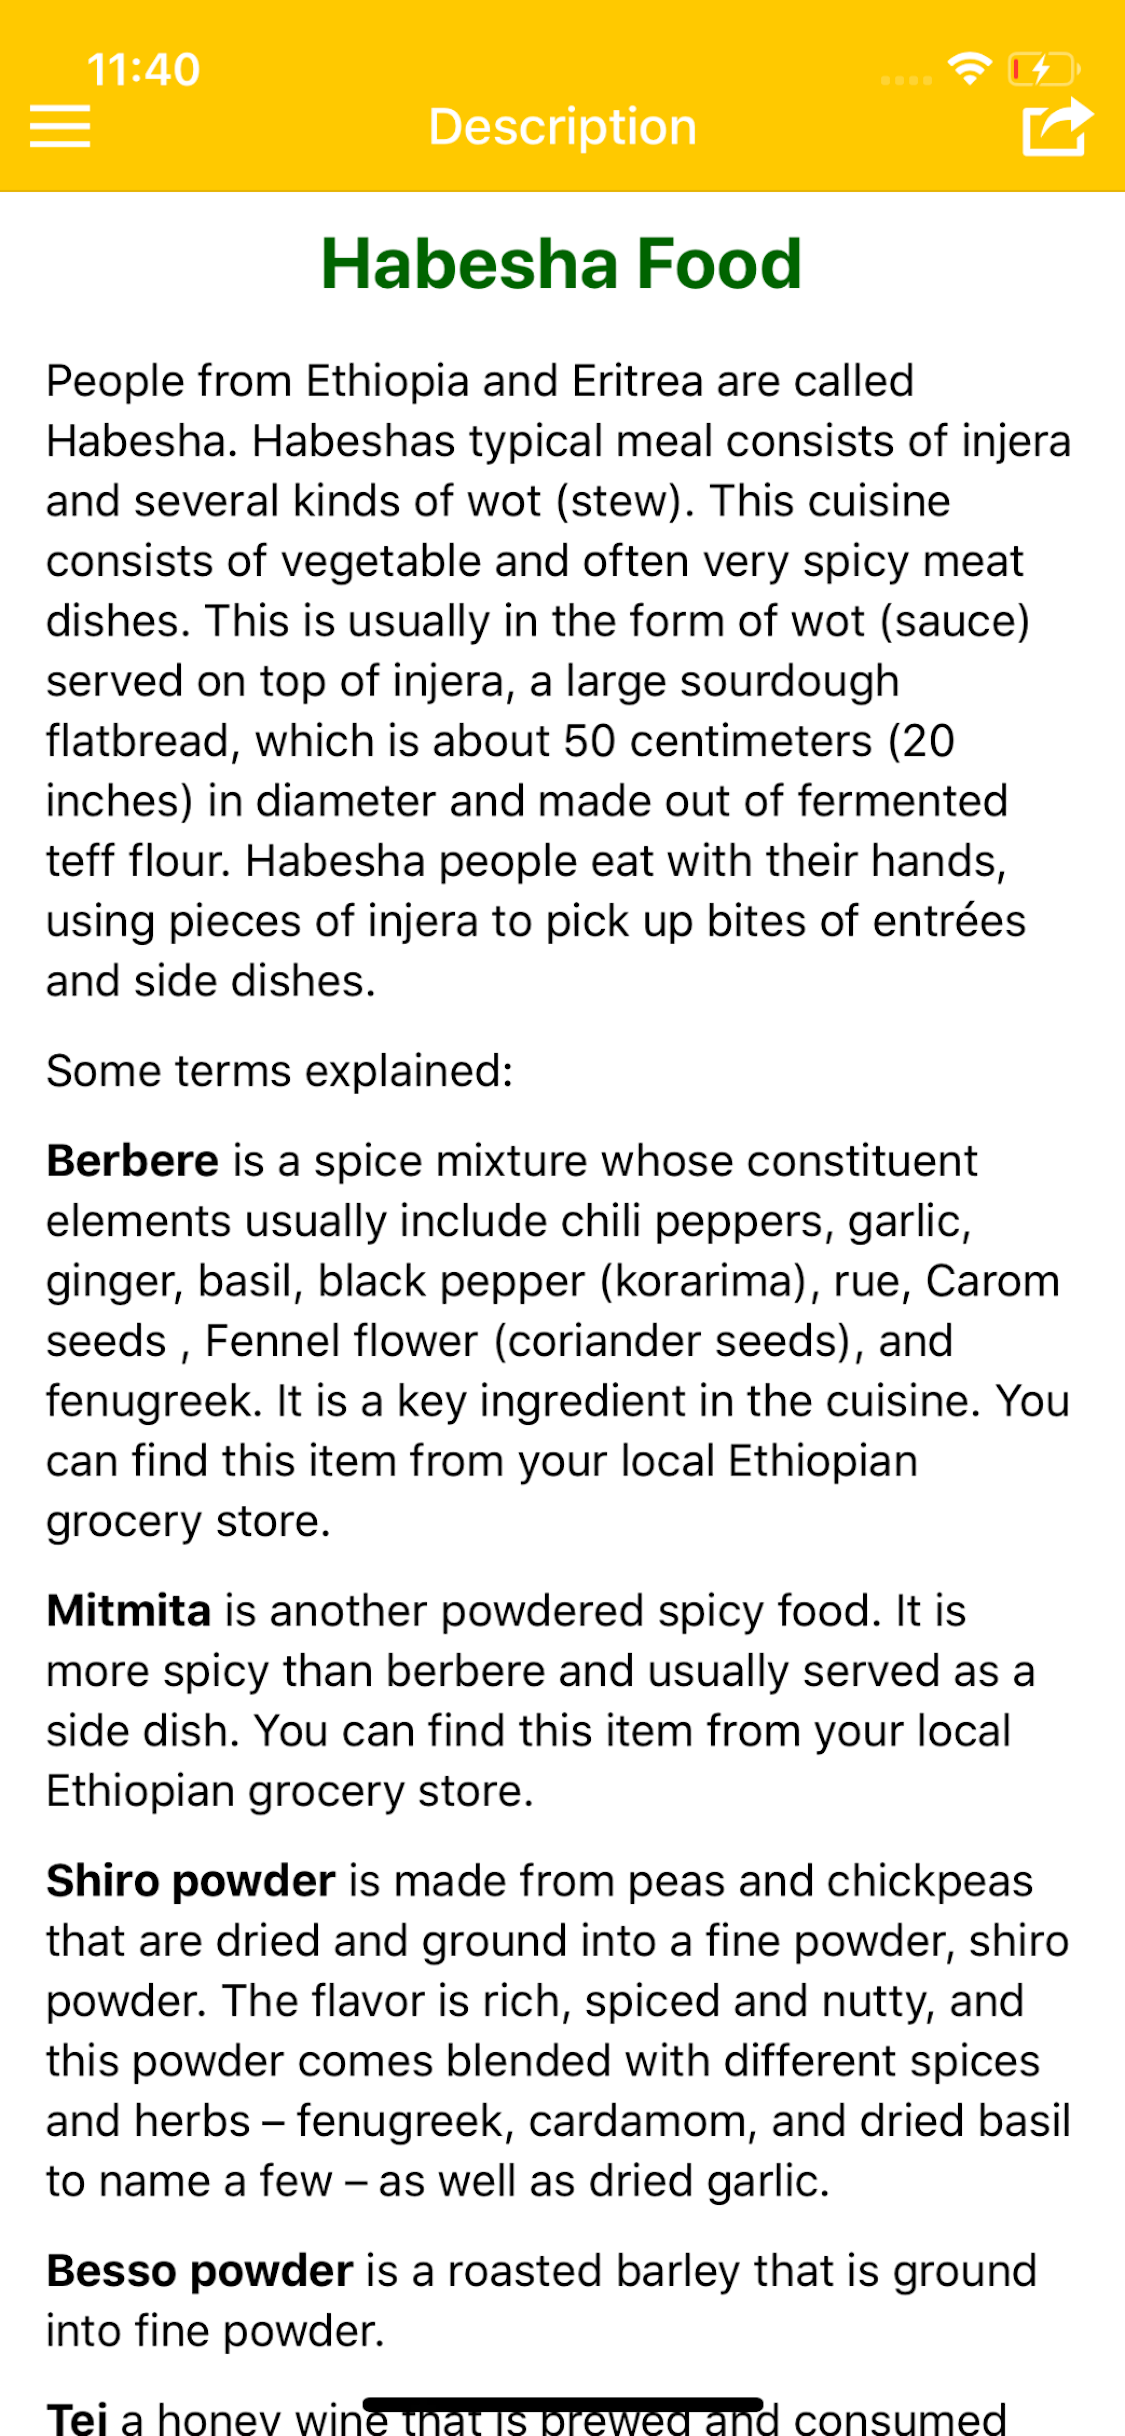 11:40
Description
Habesha Food
People from Ethiopia and Eritrea are called
Habesha. Habeshas typical meal consists of injera
and several kinds of wot (stew). This cuisine
consists of vegetable and often very spicy meat
dishes. This is usually in the form of wot (sauce)
served on top of injera, a large sourdough
flatbread, which is about 50 centimeters (20
inches) in diameter and made out of fermented
teff flour. Habesha people eat with their hands,
using pieces of injera to pick up bites of entrées
and side dishes.
Some terms explained:
Berbere is a spice mixture whose constituent
elements usually include chili peppers, garlic,
ginger, basil, black pepper (korarima), rue, Carom
seeds , Fennel flower (coriander seeds), and
fenugreek. It is a key ingredient in the cuisine. You
can find this item from your local Ethiopian
grocery store.
Mitmita is another powdered spicy food. It is
more spicy than berbere and usually served as a
side dish. You can find this item from your local
Ethiopian grocery store.
Shiro powder is made from peas and chickpeas
that are dried and ground into a fine powder, shiro
powder. The flavor is rich, spiced and nutty, and
this powder comes blended with different spices
and herbs – fenugreek, cardamom, and dried basil
to name a few – as well as dried garlic.
Besso powder is a roasted barley that is ground
into fine powder.
Tej a honey wine that is brewed and consumed